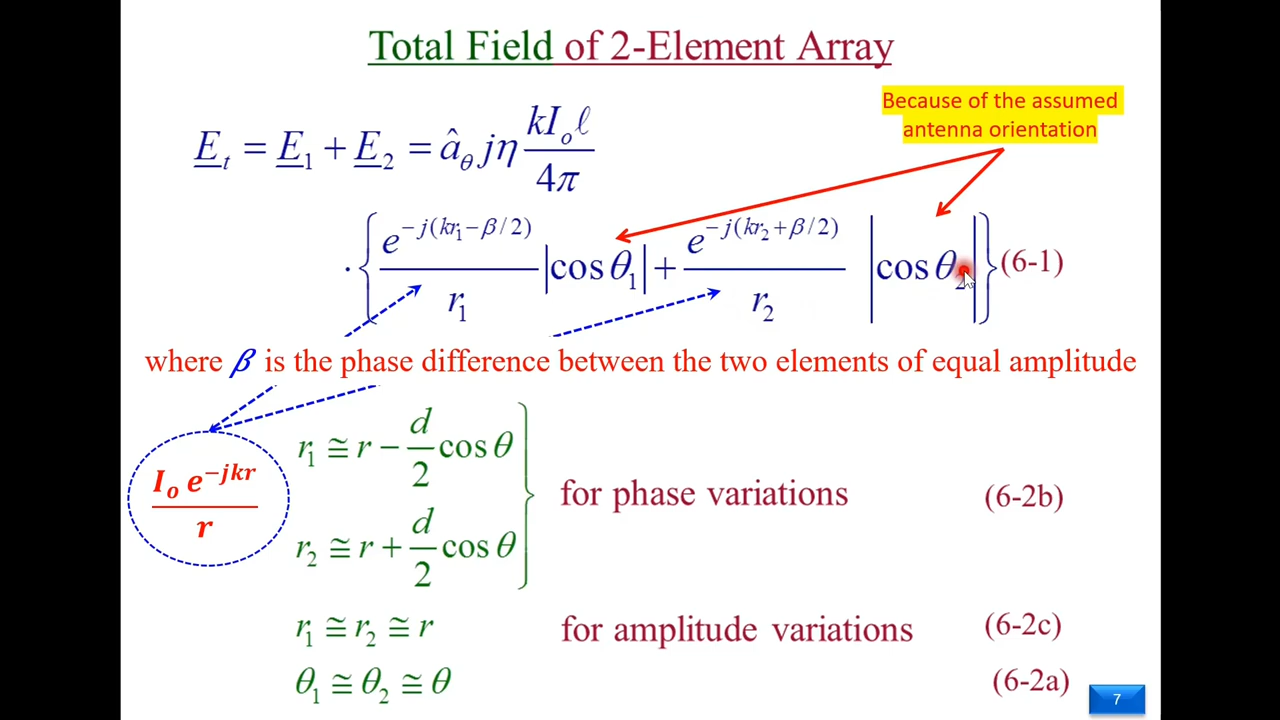 Total Field of 2-Element Array
Because of the assumed
antenna orientation
E_t = E_1 + E_2 = â_θ jη kI_oℓ / 4π
· { e^{-j(kr_1 - β/2)} / r_1 |cos θ_1| + e^{-j(kr_2 + β/2)} / r_2 |cos θ_2| } (6-1)
where β is the phase difference between the two elements of equal amplitude
I_o e^{-jkr} / r
r_1 ≅ r - d/2 cos θ
r_2 ≅ r + d/2 cos θ
for phase variations (6-2b)
r_1 ≅ r_2 ≅ r for amplitude variations (6-2c)
θ_1 ≅ θ_2 ≅ θ (6-2a)
7